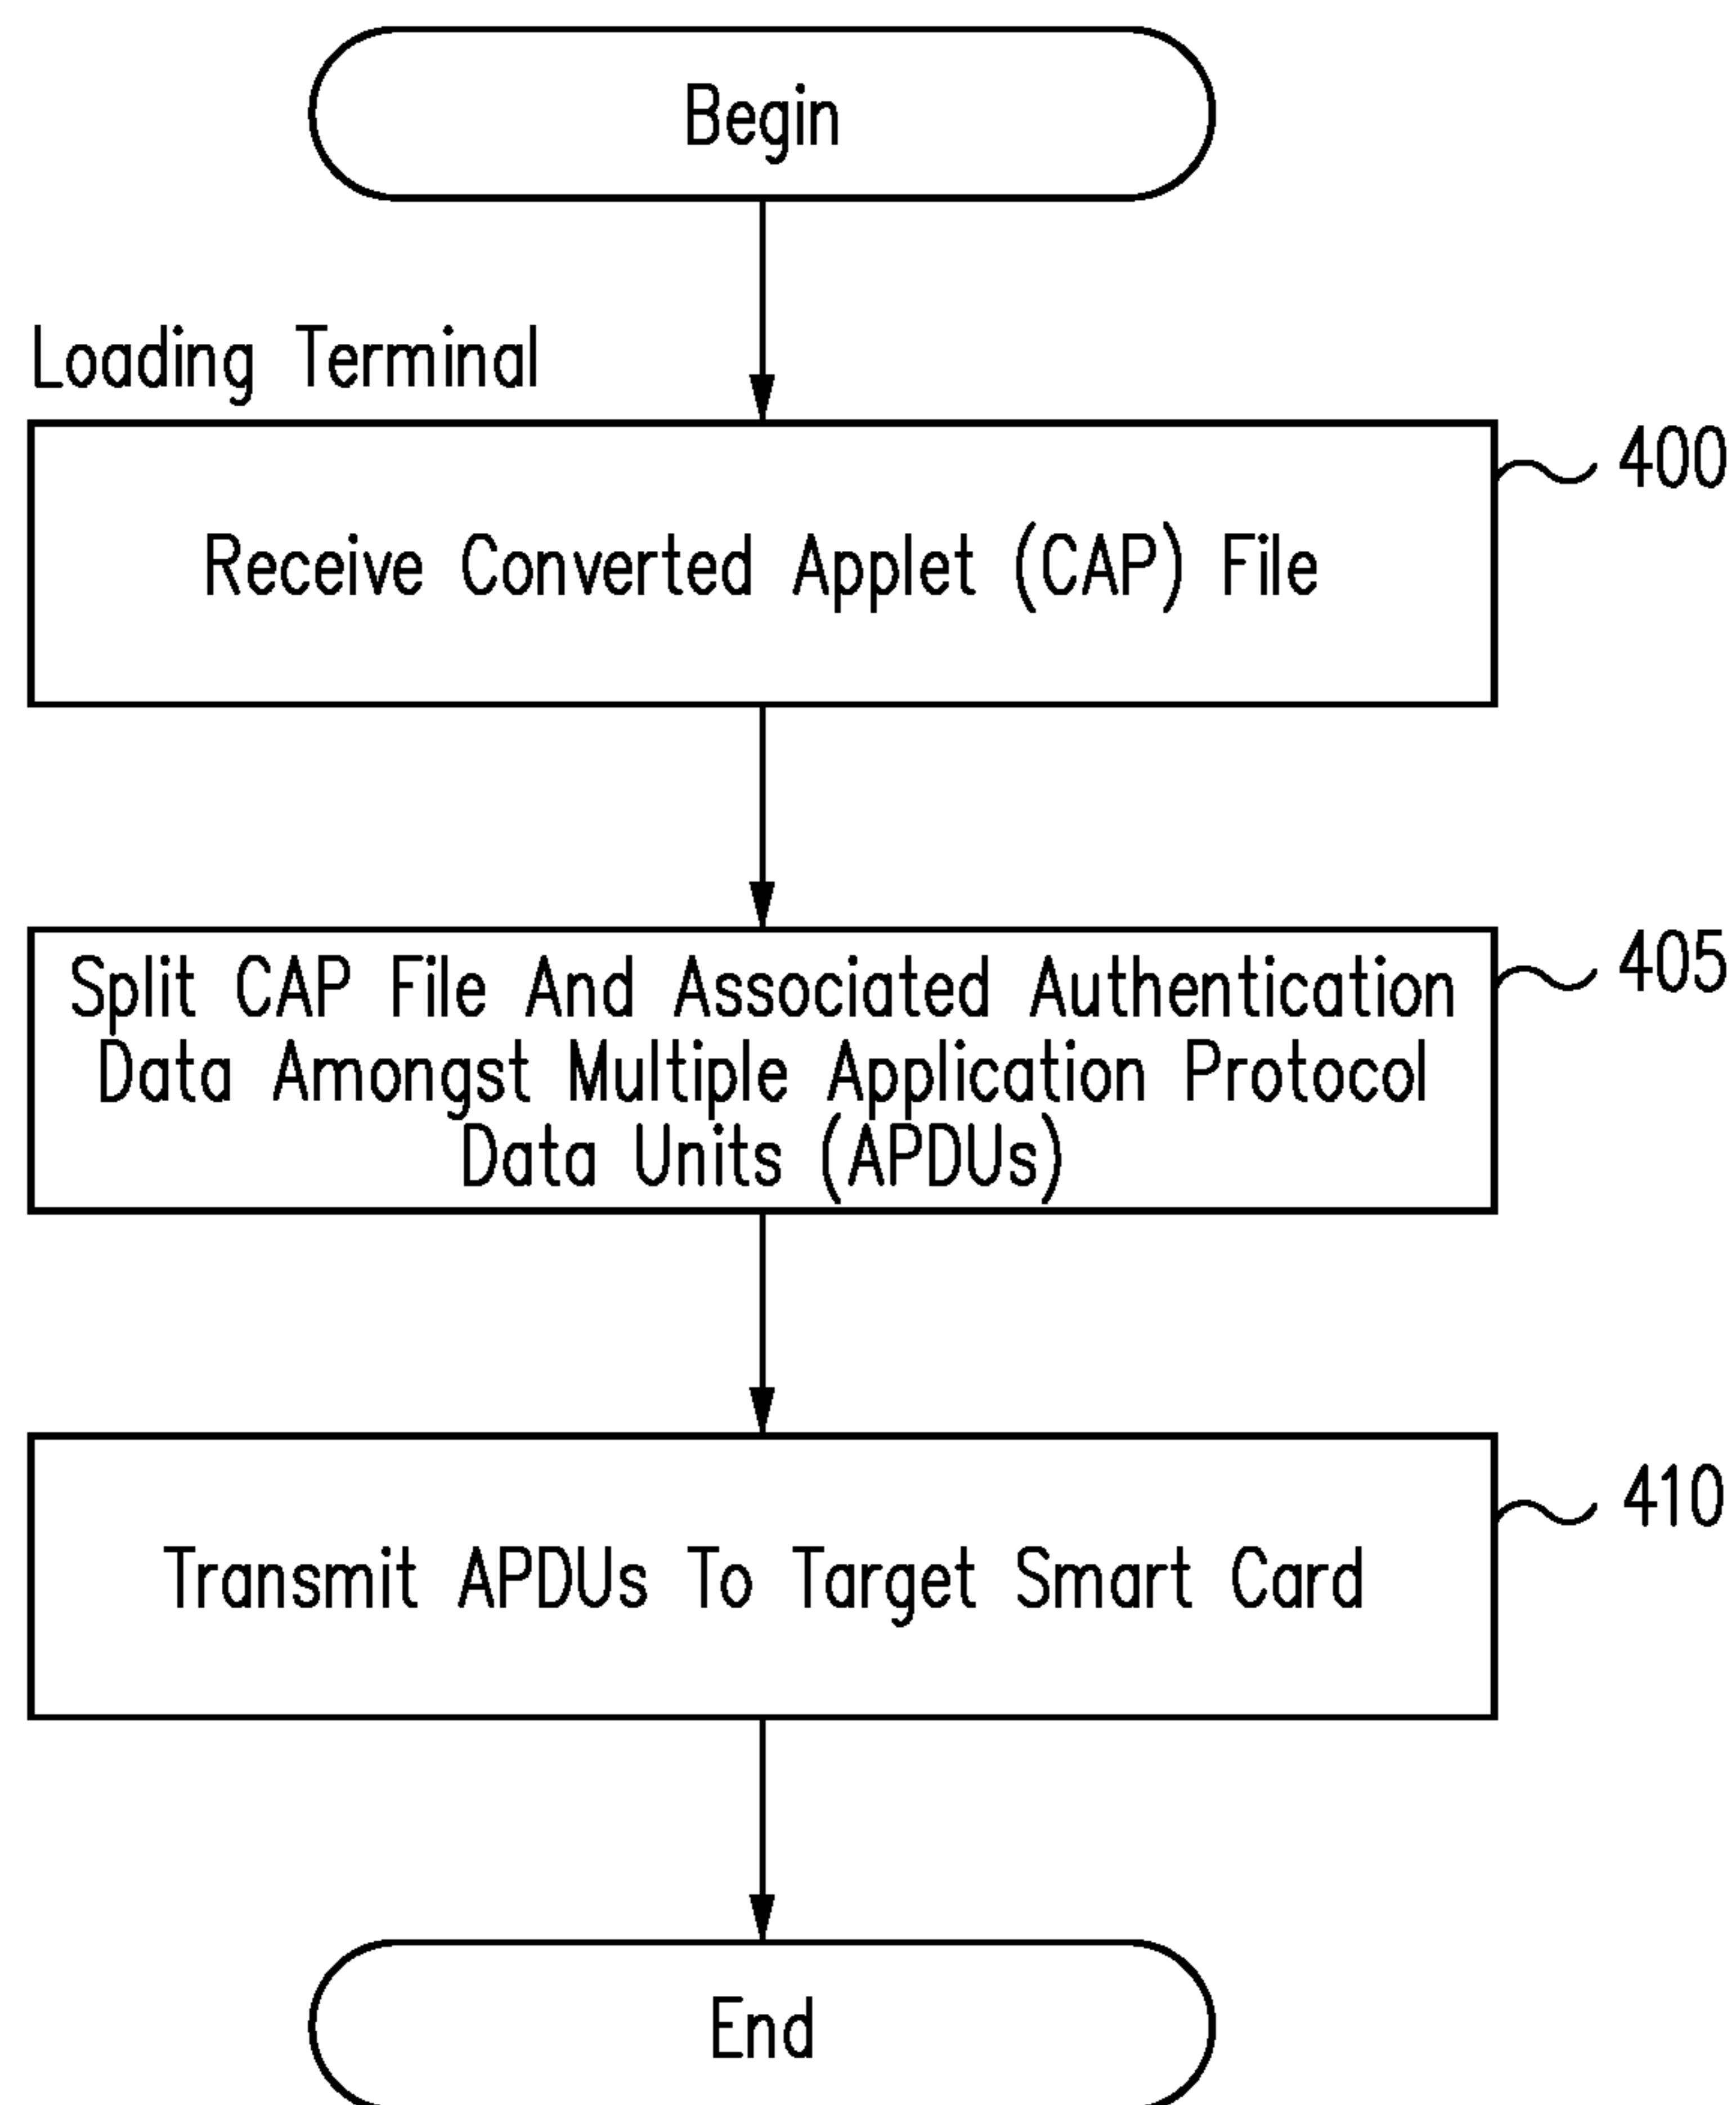 Begin
Loading Terminal
400
Receive Converted Applet (CAP) File
405
Split CAP File And Associated Authentication
Data Amongst Multiple Application Protocol
Data Units (APDUs)
410
Transmit APDUs To Target Smart Card
End